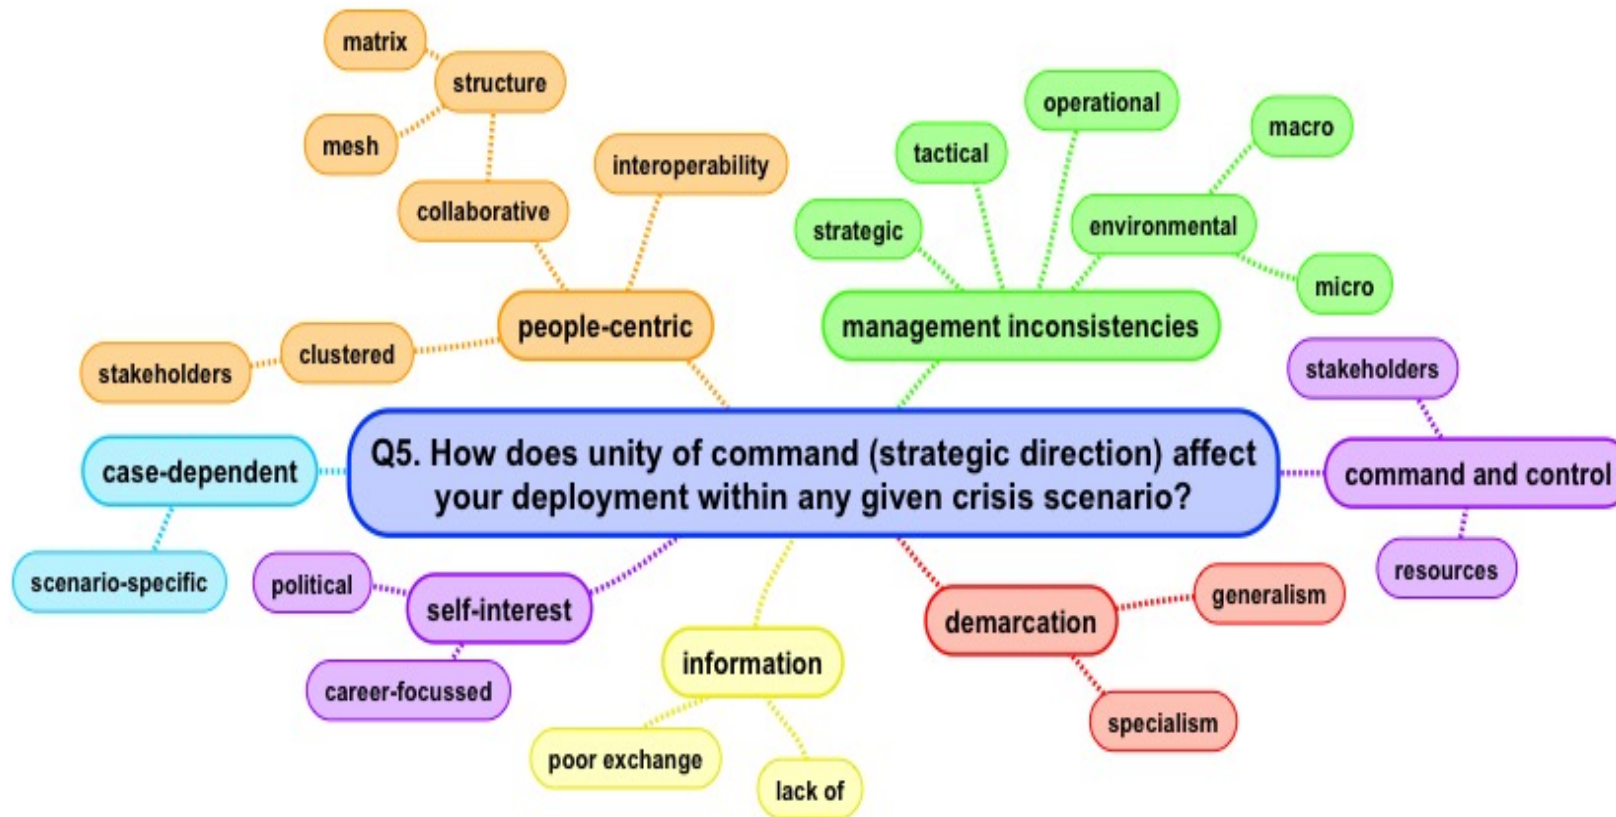 matrix
structure
mesh
collaborative
interoperability
people-centric
clustered
stakeholders
operational
macro
tactical
environmental
strategic
micro
management inconsistencies
stakeholders
command and control
resources
Q5. How does unity of command (strategic direction) affect
your deployment within any given crisis scenario?
case-dependent
scenario-specific
political
self-interest
career-focussed
information
poor exchange
lack of
demarcation
generalism
specialism